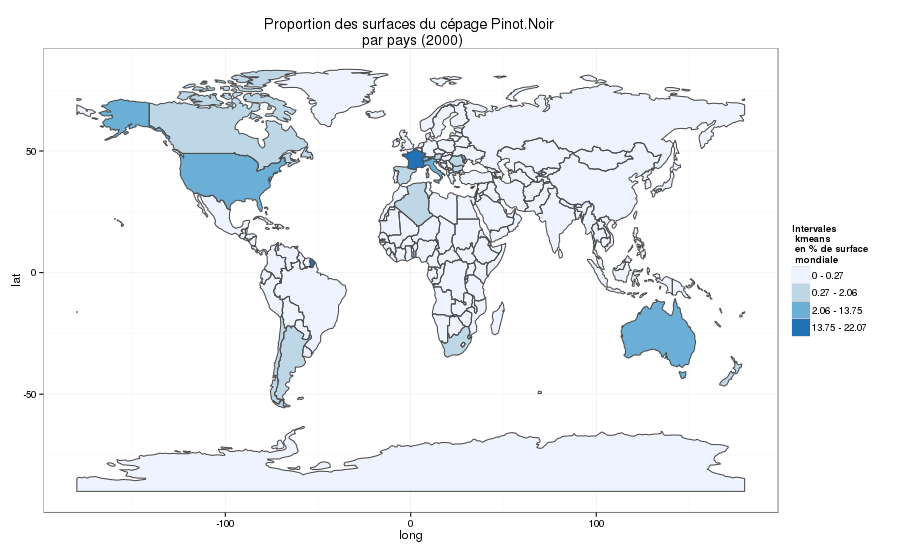 Proportion des surfaces du cépage Pinot.Noir
par pays (2000)
50
0
-50
lat
-100
0
100
long
Intervales
kmeans
en % de surface
mondiale
0 - 0.27
0.27 - 2.06
2.06 - 13.75
13.75 - 22.07